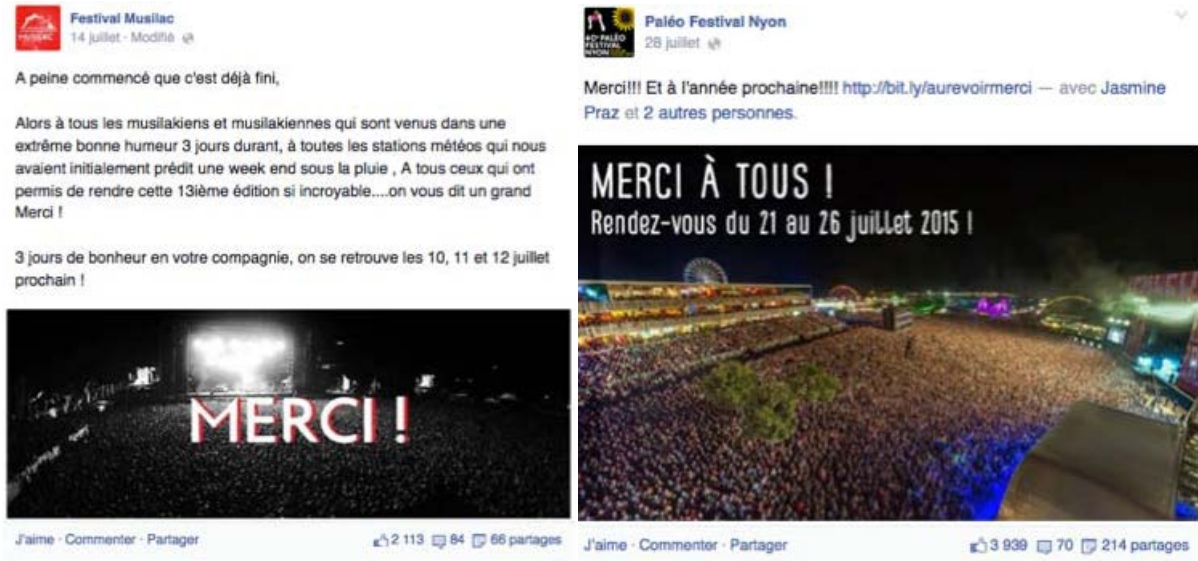 Festival Musilac
14 juillet · Modifié
A peine commencé que c'est déjà fini,
Alors à tous les musilakiens et musilakiennes qui sont venus dans une
extrême bonne humeur 3 jours durant, à toutes les stations météos qui nous
avaient initialement prédit une week end sous la pluie , A tous ceux qui ont
permis de rendre cette 13ième édition si incroyable....on vous dit un grand
Merci !
3 jours de bonheur en votre compagnie, on se retrouve les 10, 11 et 12 juillet
prochain !
MERCI !
J'aime · Commenter · Partager
2 113 84 66 partages
MUSILAC
Paléo Festival Nyon
28 juillet
PALÉO
FESTIVAL
NYON
Merci!!! Et à l'année prochaine!!!! http://bit.ly/aurevoirmerci — avec Jasmine
Praz et 2 autres personnes.
MERCI À TOUS !
Rendez-vous du 21 au 26 juillet 2015 !
J'aime · Commenter · Partager
3 939 70 214 partages